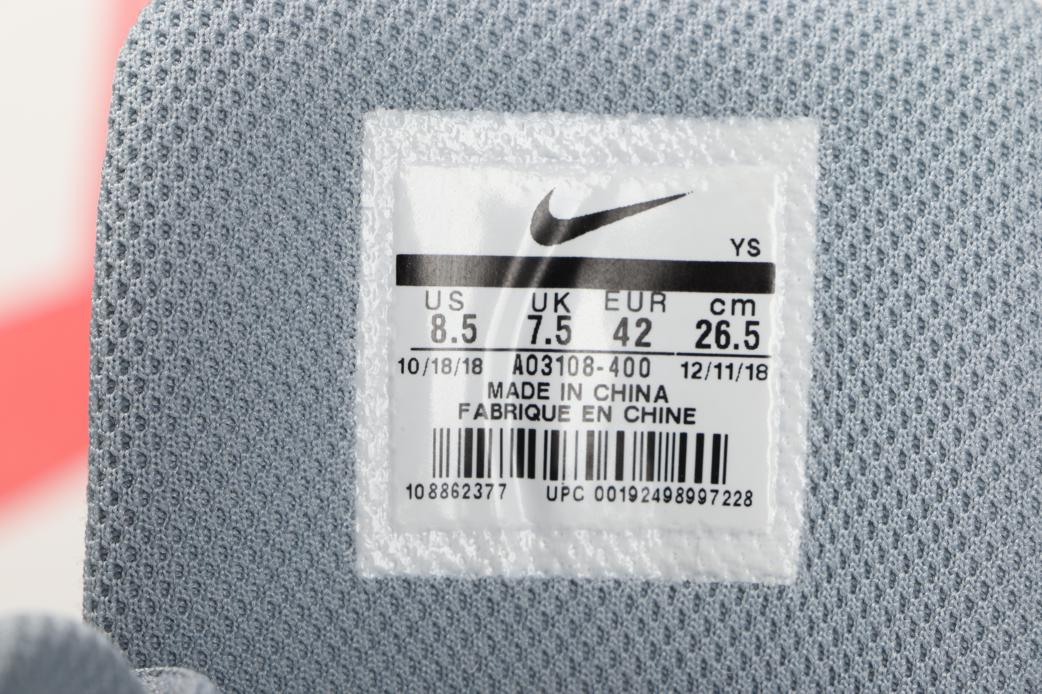 YS
US UK EUR cm
8.5 7.5 42 26.5
10/18/18 AO3108-400 12/11/18
MADE IN CHINA
FABRIQUE EN CHINE
108862377 UPC 00192498997228